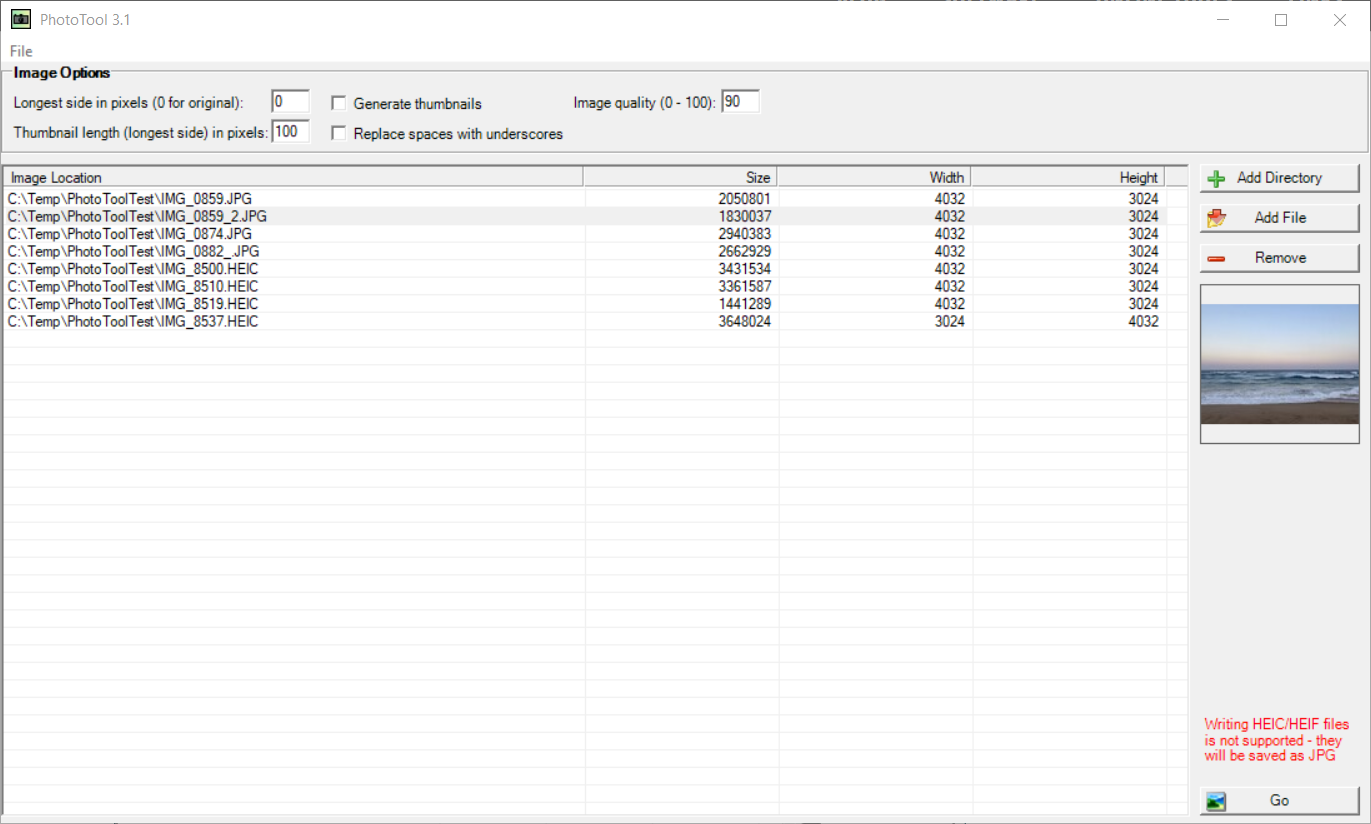 PhotoTool 3.1
File
Image Options
Longest side in pixels (0 for original): 0 Generate thumbnails Image quality (0 - 100): 90
Thumbnail length (longest side) in pixels: 100 Replace spaces with underscores
Image Location Size Width Height
C:\Temp\PhotoToolTest\IMG_0859.JPG 2050801 4032 3024
C:\Temp\PhotoToolTest\IMG_0859_2.JPG 1830037 4032 3024
C:\Temp\PhotoToolTest\IMG_0874.JPG 2940383 4032 3024
C:\Temp\PhotoToolTest\IMG_0882_.JPG 2662929 4032 3024
C:\Temp\PhotoToolTest\IMG_8500.HEIC 3431534 4032 3024
C:\Temp\PhotoToolTest\IMG_8510.HEIC 3361587 4032 3024
C:\Temp\PhotoToolTest\IMG_8519.HEIC 1441289 4032 3024
C:\Temp\PhotoToolTest\IMG_8537.HEIC 3648024 3024 4032
Add Directory
Add File
Remove
Writing HEIC/HEIF files
is not supported - they
will be saved as JPG
Go